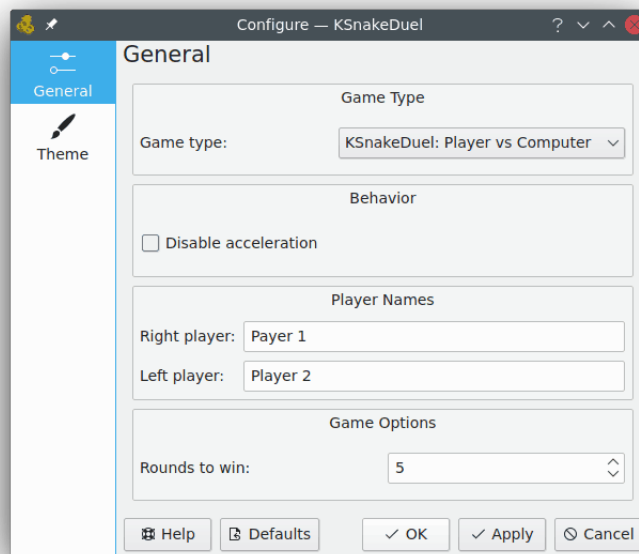 Configure — KSnakeDuel
General
General
Theme
Game Type
Game type: KSnakeDuel: Player vs Computer
Behavior
Disable acceleration
Player Names
Right player: Payer 1
Left player: Player 2
Game Options
Rounds to win: 5
Help Defaults OK Apply Cancel